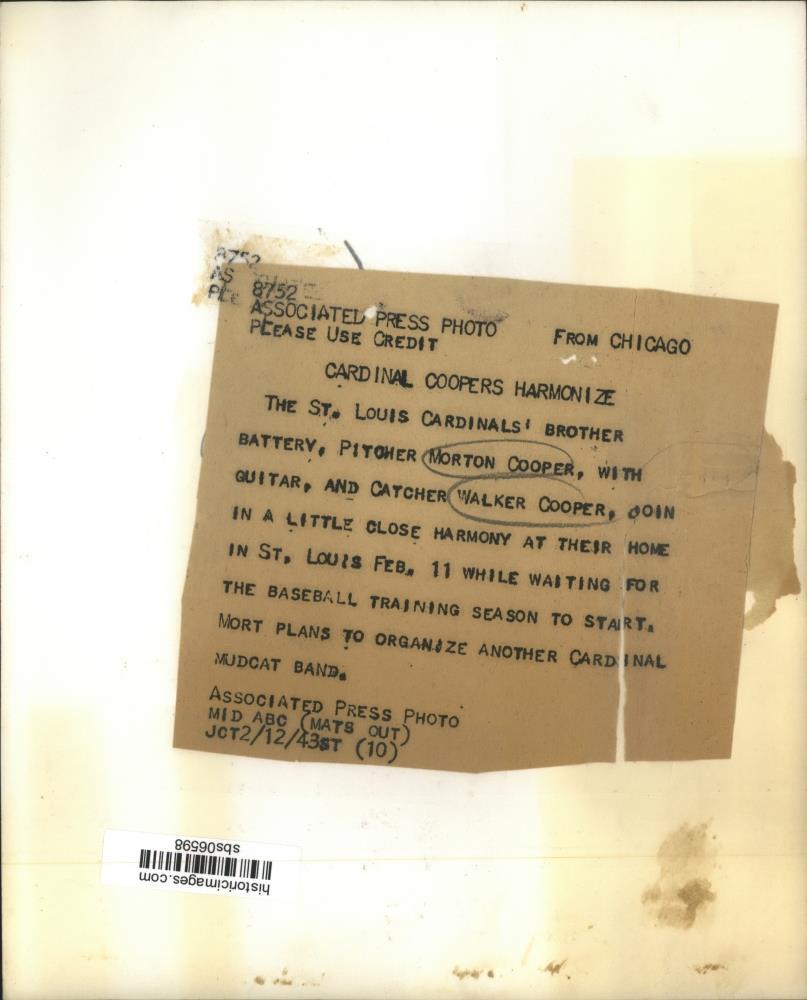 8752
AS
PLE
8752
ASSOCIATED PRESS PHOTO FROM CHICAGO
PLEASE USE CREDIT
CARDINAL COOPERS HARMONIZE
THE ST. LOUIS CARDINALS' BROTHER
BATTERY, PITCHER MORTON COOPER, WITH
GUITAR, AND CATCHER WALKER COOPER, JOIN
IN A LITTLE CLOSE HARMONY AT THEIR HOME
IN ST. LOUIS FEB. 11 WHILE WAITING FOR
THE BASEBALL TRAINING SEASON TO START.
MORT PLANS TO ORGANIZE ANOTHER CARDINAL
MUDCAT BAND.
ASSOCIATED PRESS PHOTO
MID ABC (MATS OUT)
JCT2/12/43ST (10)
historicimages.com
sbs06598